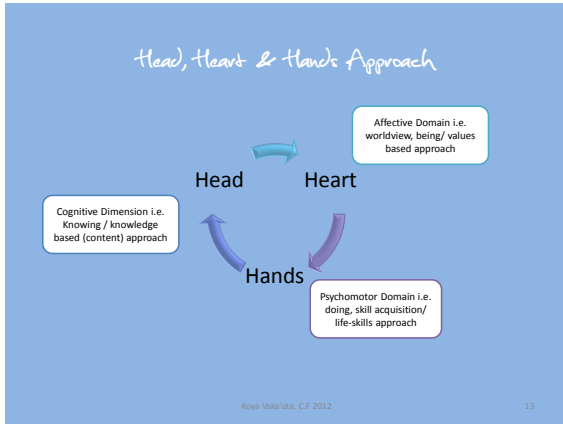 Head, Heart & Hands Approach
Affective Domain i.e.
worldview, being/ values
based approach
Head
Heart
Cognitive Dimension i.e.
Knowing / knowledge
based (content) approach
Hands
Psychomotor Domain i.e.
doing, skill acquisition/
life-skills approach
Koya Vaka'uta, C.F 2012
13